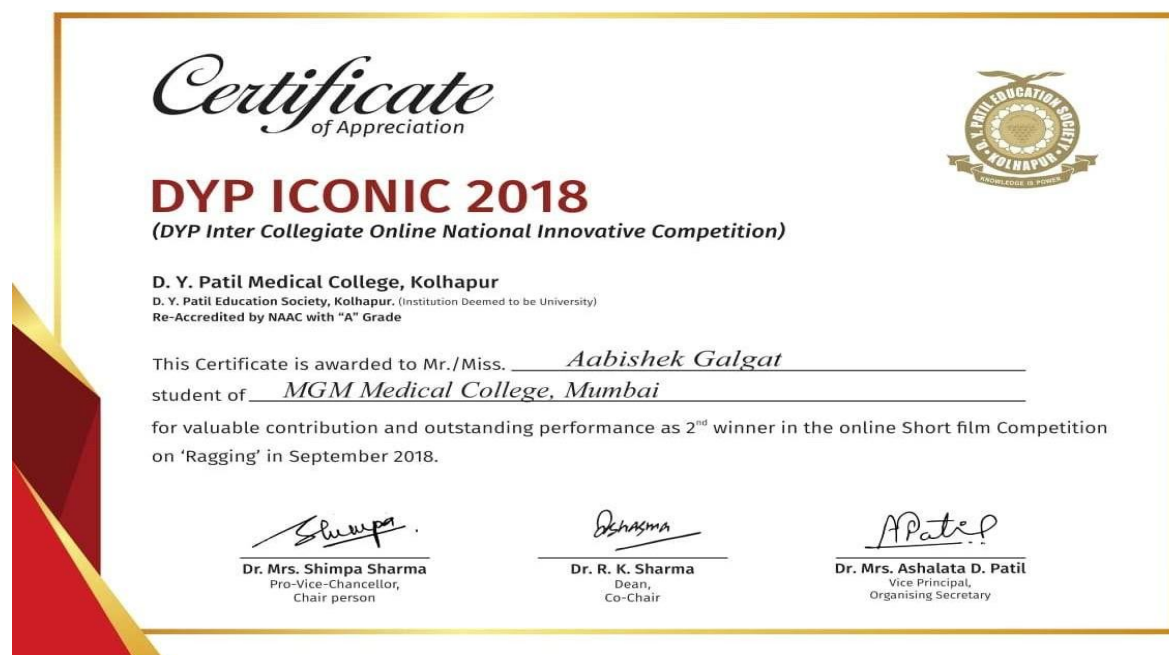 Certificate
of Appreciation
D. Y. PATIL EDUCATION SOCIETY
KOLHAPUR
KNOWLEDGE IS POWER
DYP ICONIC 2018
(DYP Inter Collegiate Online National Innovative Competition)
D. Y. Patil Medical College, Kolhapur
D. Y. Patil Education Society, Kolhapur. (Institution Deemed to be University)
Re-Accredited by NAAC with “A” Grade
This Certificate is awarded to Mr./Miss. Aabishek Galgat
student of MGM Medical College, Mumbai
for valuable contribution and outstanding performance as 2nd winner in the online Short film Competition
on ‘Ragging’ in September 2018.
Shimpa. RKSharma APatil
Dr. Mrs. Shimpa Sharma Dr. R. K. Sharma Dr. Mrs. Ashalata D. Patil
Pro-Vice-Chancellor, Dean, Vice Principal,
Chair person Co-Chair Organising Secretary